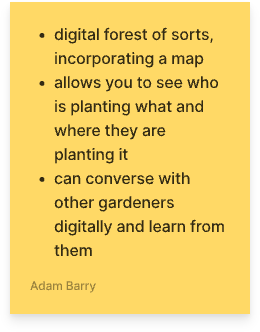 • digital forest of sorts,
incorporating a map
• allows you to see who
is planting what and
where they are
planting it
• can converse with
other gardeners
digitally and learn from
them
Adam Barry